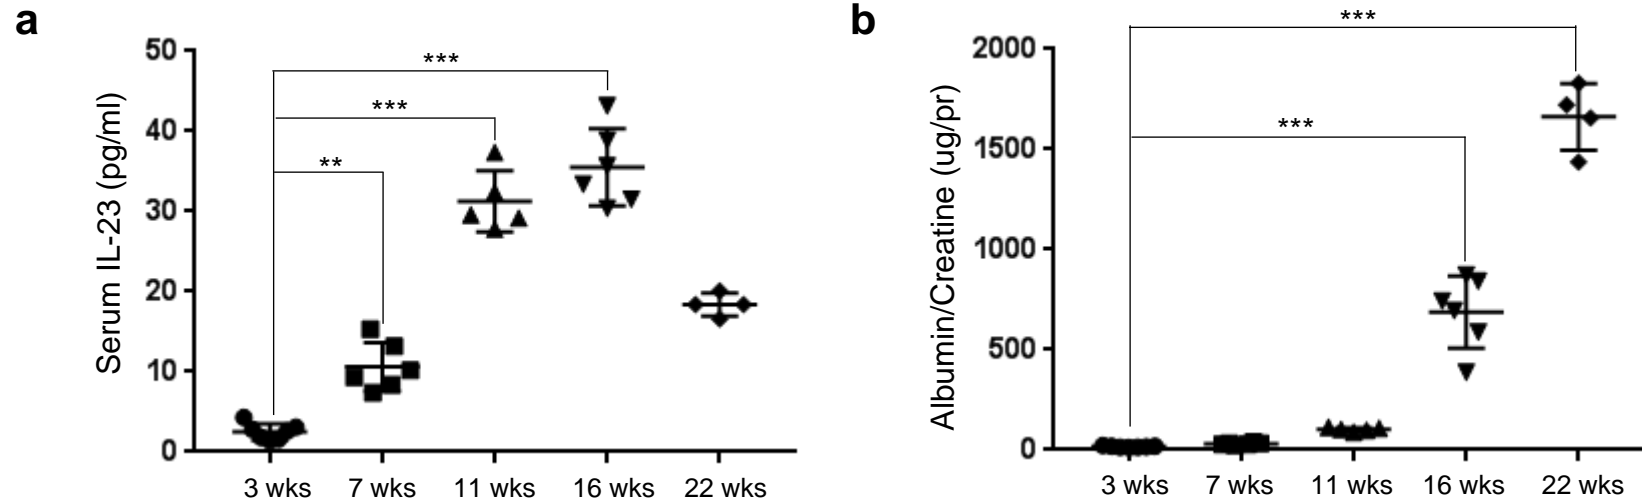 a
Serum IL-23 (pg/ml)
50
40
30
20
10
0
***
***
**
3 wks 7 wks 11 wks 16 wks 22 wks
b
Albumin/Creatine (ug/pr)
2000
1500
1000
500
0
***
***
3 wks 7 wks 11 wks 16 wks 22 wks